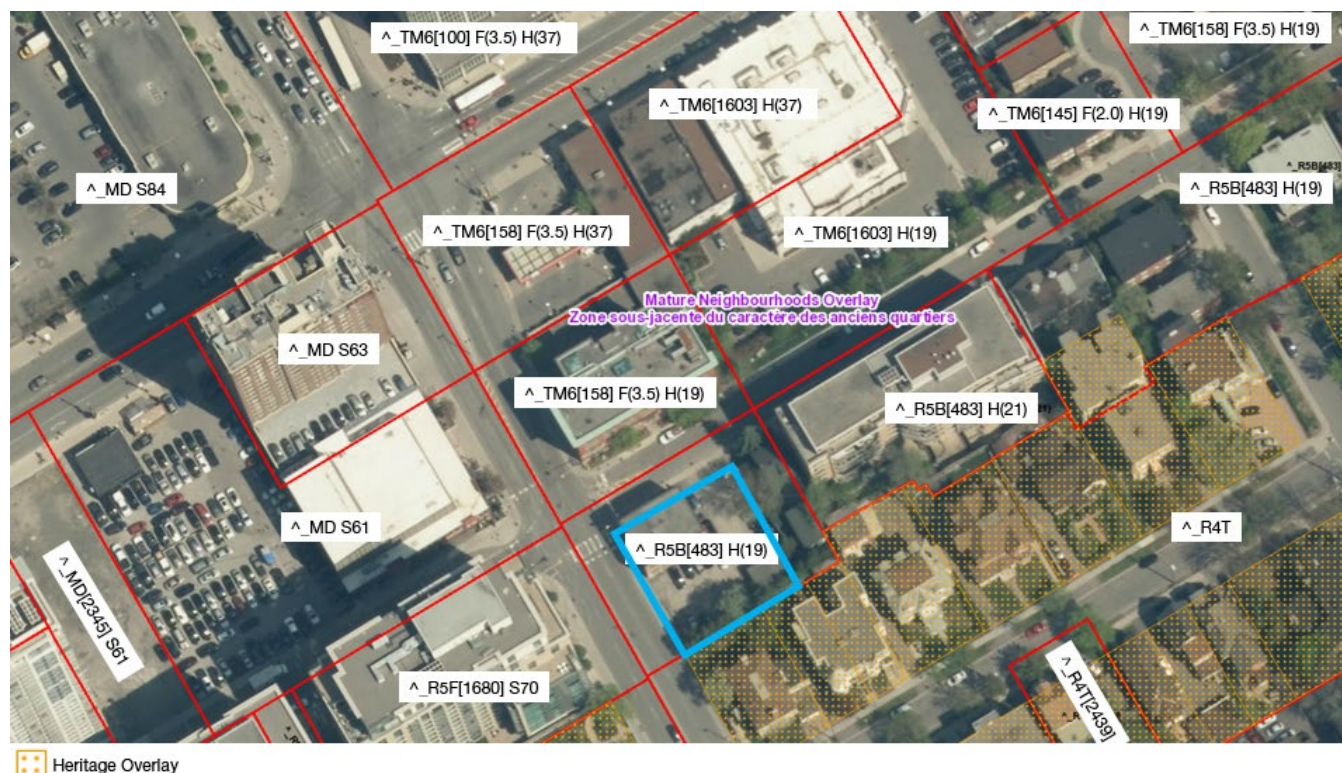 ^_TM6[100] F(3.5) H(37)
^_TM6[158] F(3.5) H(19)
^_TM6[1603] H(37)
^_TM6[145] F(2.0) H(19)
^_R5B[483]
^_MD S84
^_R5B[483] H(19)
^_TM6[158] F(3.5) H(37)
^_TM6[1603] H(19)
Mature Neighbourhoods Overlay
Zone sous-jacente du caractère des anciens quartiers
^_MD S63
^_TM6[158] F(3.5) H(19)
^_R5B[483] H(21)
^_MD S61
^_R4T
^_R5B[483] H(19)
^_MD[2345] S61
^_R5F[1680] S70
^_R4T[2439]
Heritage Overlay